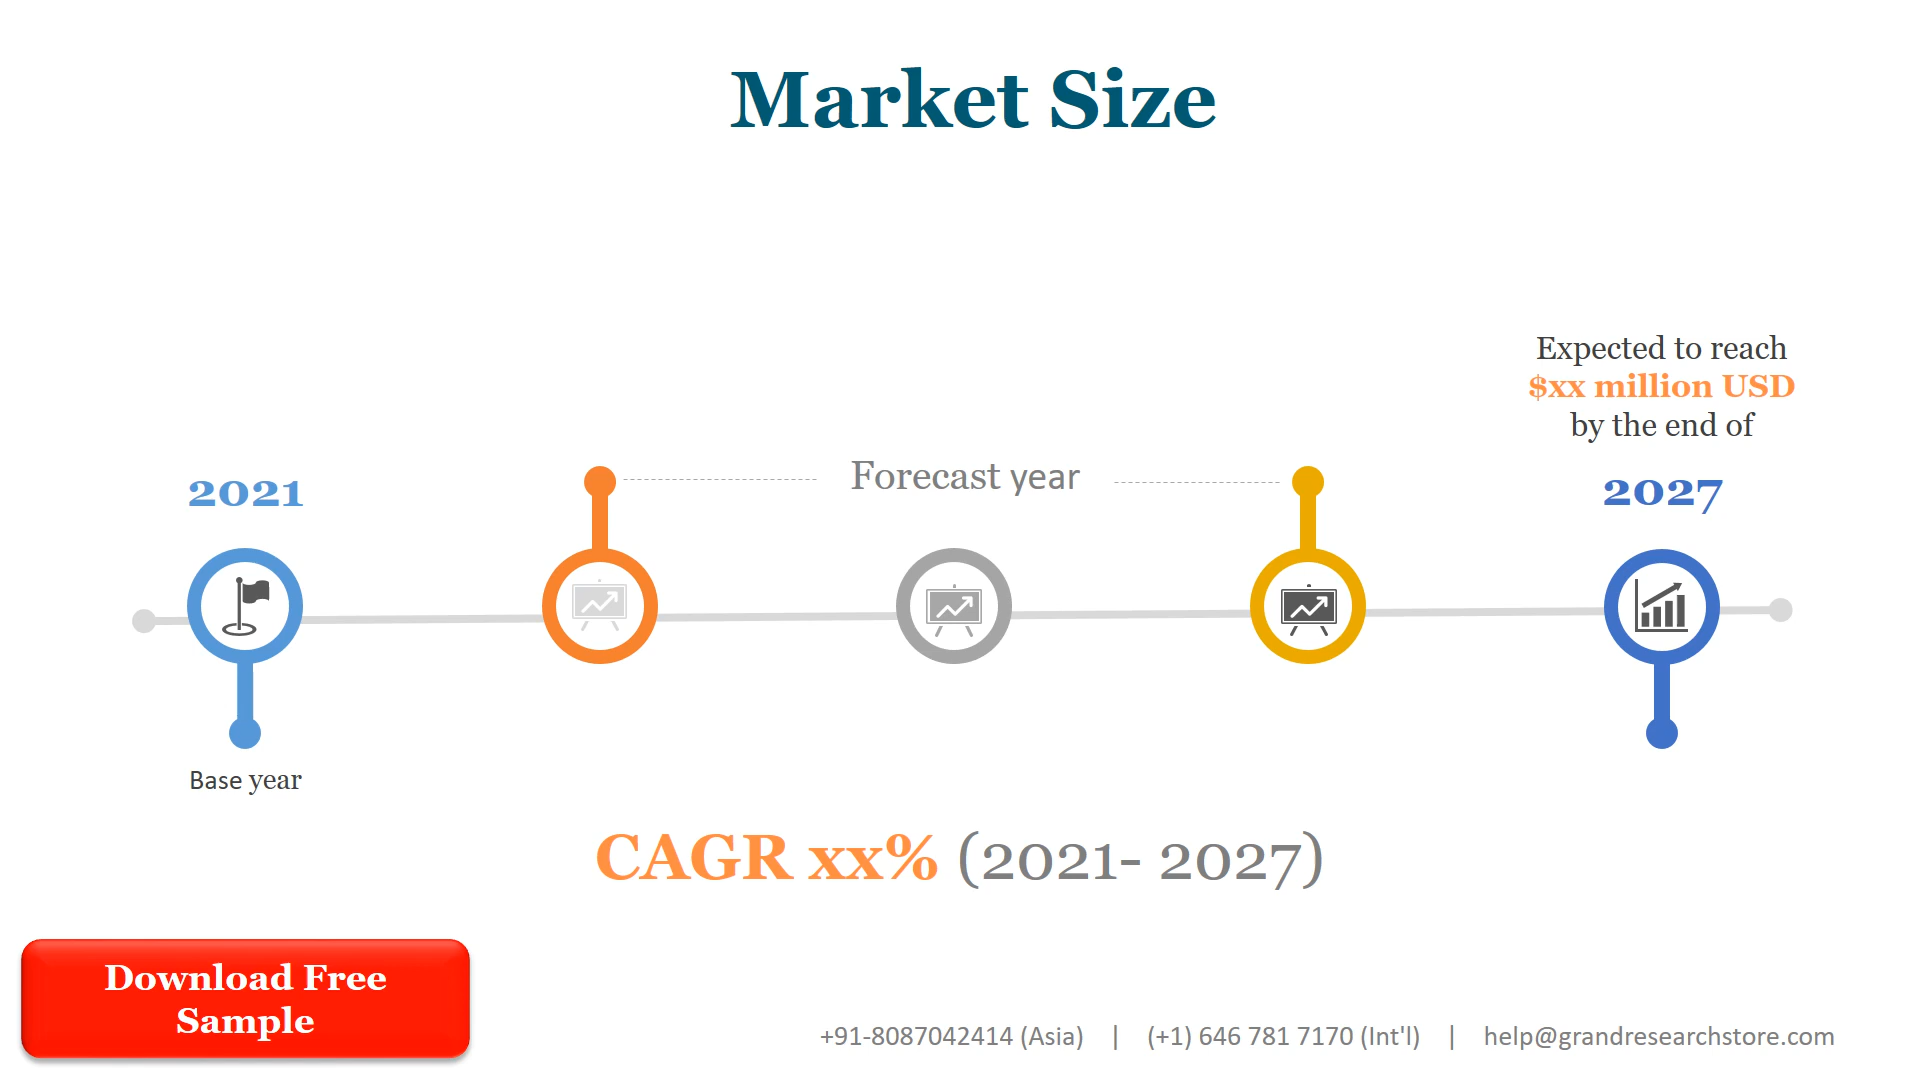 Market Size
Expected to reach
$xx million USD
by the end of
2021
Forecast year
2027
Base year
CAGR xx% (2021- 2027)
Download Free
Sample
+91-8087042414 (Asia) | (+1) 646 781 7170 (Int'l) | help@grandresearchstore.com